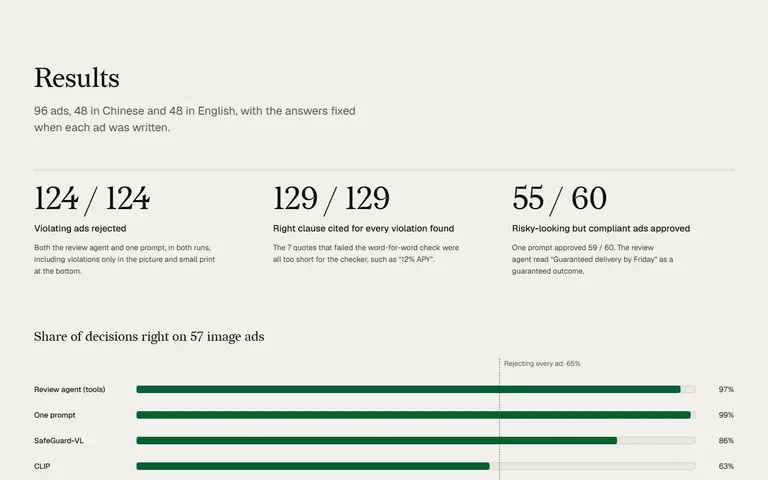 Results
96 ads, 48 in Chinese and 48 in English, with the answers fixed
when each ad was written.
124 / 124
Violating ads rejected
Both the review agent and one prompt, in both runs,
including violations only in the picture and small print
at the bottom.
129 / 129
Right clause cited for every violation found
The 7 quotes that failed the word-for-word check were
all too short for the checker, such as “12% APY”.
55 / 60
Risky-looking but compliant ads approved
One prompt approved 59 / 60. The review
agent read “Guaranteed delivery by Friday” as a
guaranteed outcome.
Share of decisions right on 57 image ads
Rejecting every ad: 65%
Review agent (tools) 97%
One prompt 99%
SafeGuard-VL 86%
CLIP 63%